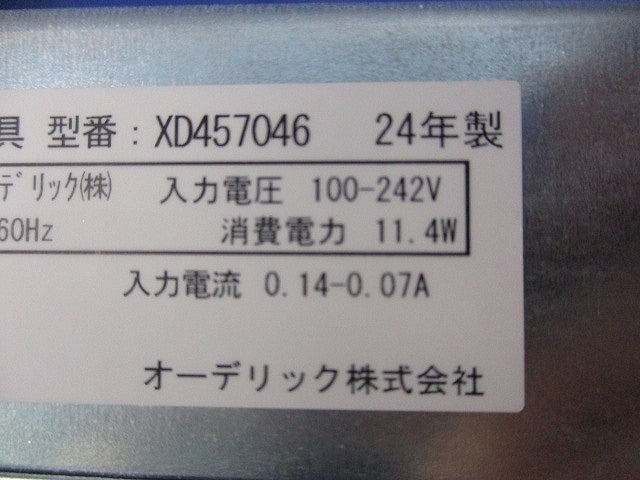 具 型番：XD457046 24年製
デリック㈱ 入力電圧 100-242V
60Hz 消費電力 11.4W
入力電流 0.14-0.07A
オーデリック株式会社